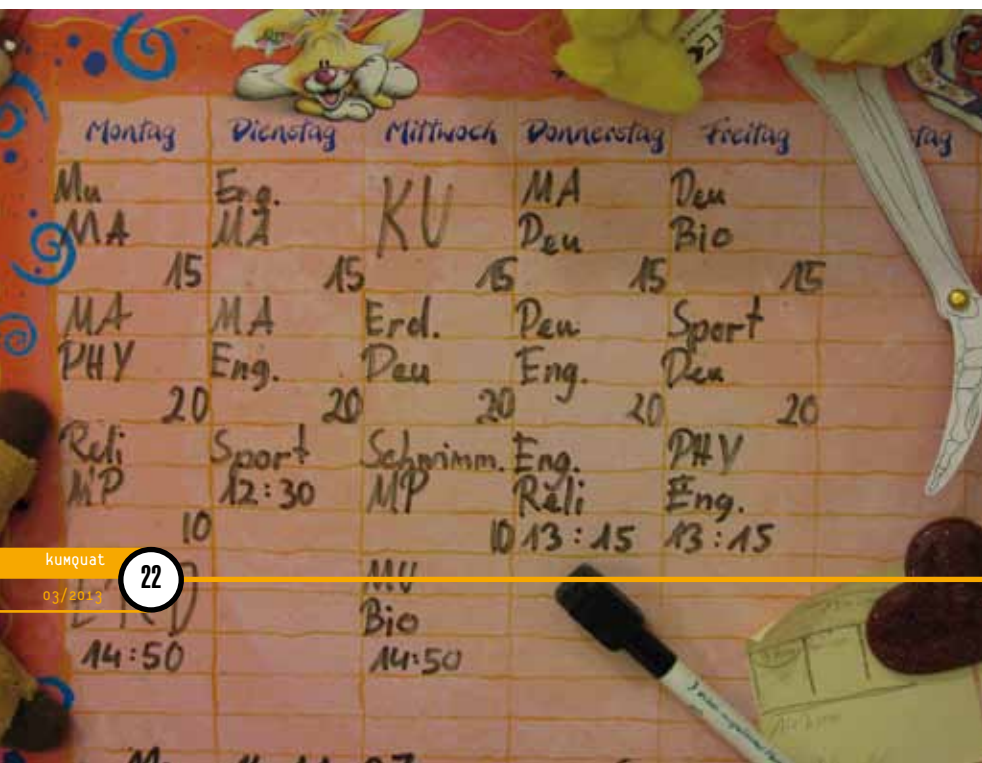 Montag Dienstag Mittwoch Donnerstag Freitag tag
Mu Eng. KU MA Deu
MA MA Deu Bio
15 15 15 15 15
MA MA Erd. Deu Sport
PHY Eng. Deu Eng. Deu
20 20 20 20 20
Reli Sport Schwimm. Eng. PHY
MP 12:30 MP Reli Eng.
10 10 13:15 13:15
kumquat
22
03/2013
MU
Bio
14:50 14:50